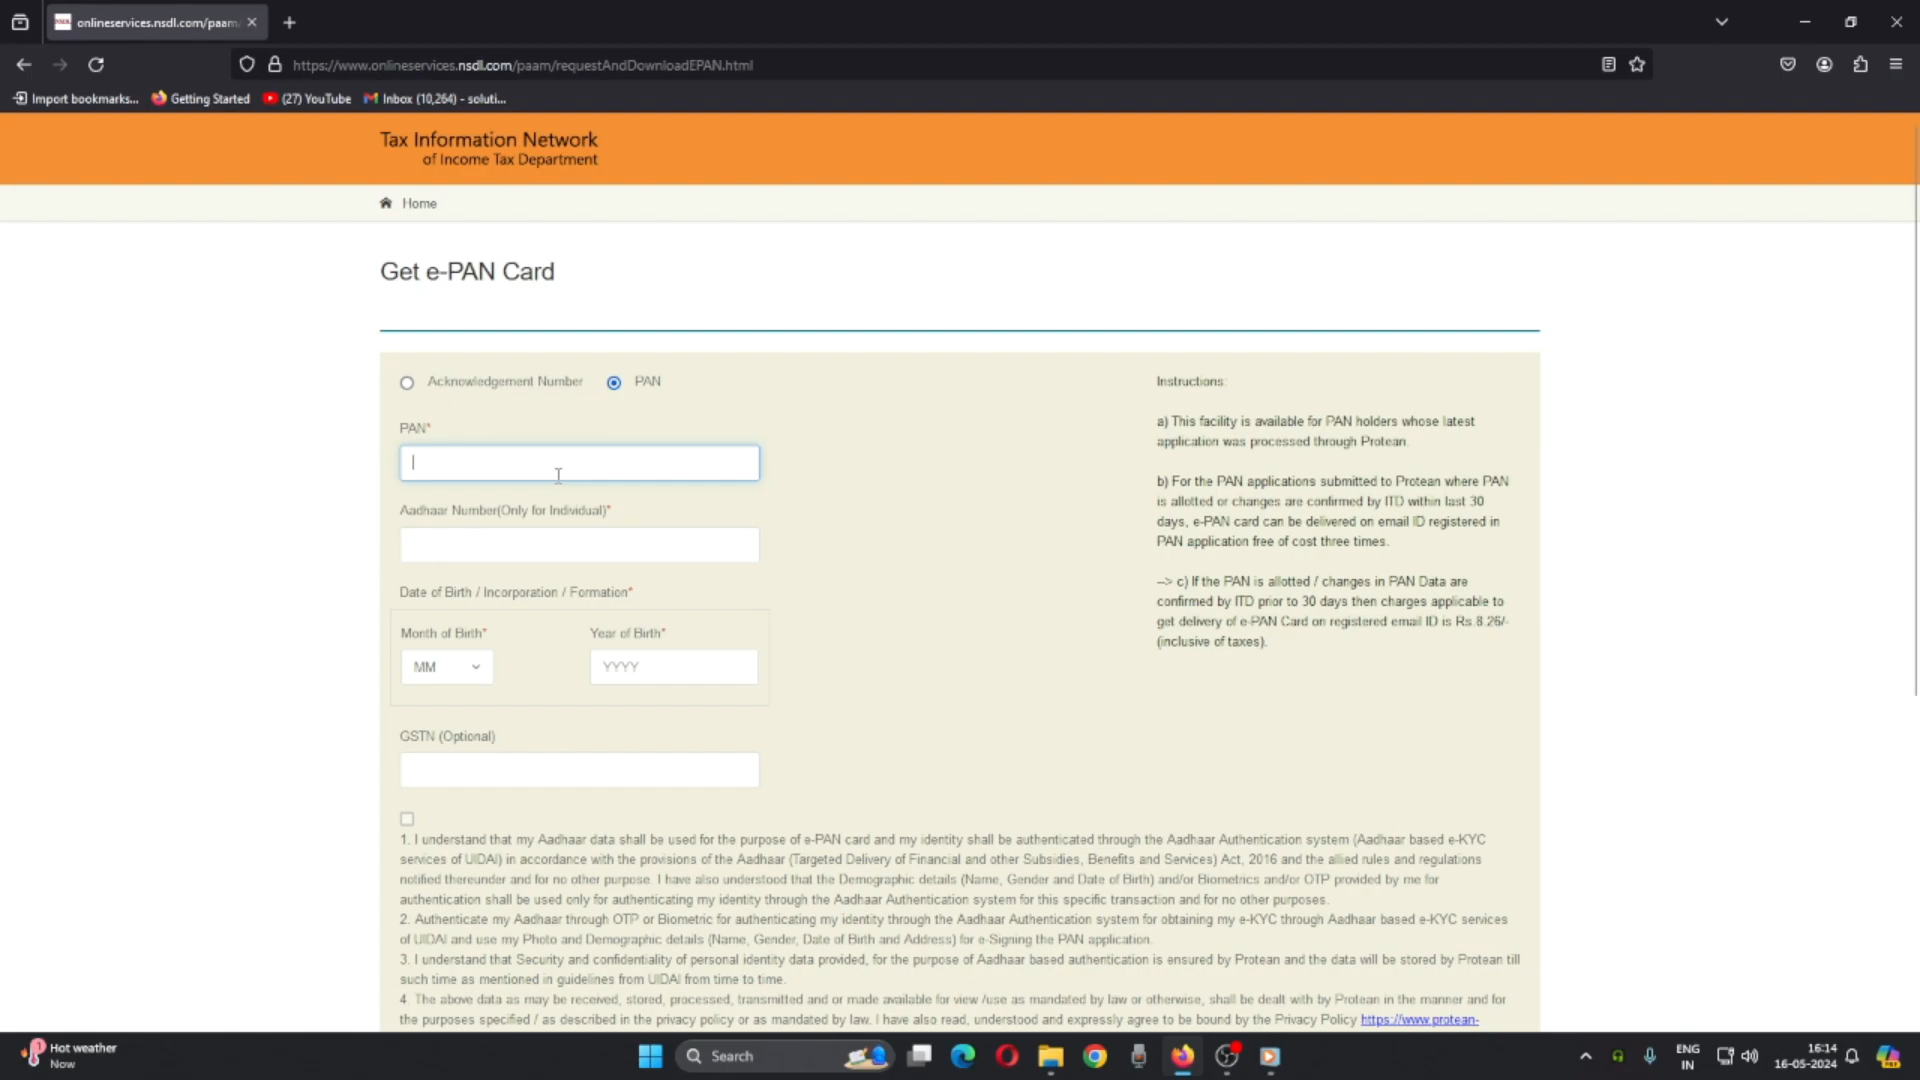 onlineservices.nsdl.com/paam
https://www.onlineservices.nsdl.com/paam/requestAndDownloadEPAN.html
Import bookmarks... Getting Started (27) YouTube Inbox (10,264) - soluti...
Tax Information Network
of Income Tax Department
Home
Get e-PAN Card
Acknowledgement Number PAN
PAN*
Aadhaar Number(Only for Individual)*
Date of Birth / Incorporation / Formation*
Month of Birth* Year of Birth*
MM YYYY
GSTN (Optional)
Instructions:
a) This facility is available for PAN holders whose latest
application was processed through Protean.
b) For the PAN applications submitted to Protean where PAN
is allotted or changes are confirmed by ITD within last 30
days, e-PAN card can be delivered on email ID registered in
PAN application free of cost three times.
--> c) If the PAN is allotted / changes in PAN Data are
confirmed by ITD prior to 30 days then charges applicable to
get delivery of e-PAN Card on registered email ID is Rs.8.26/-
(inclusive of taxes).
1. I understand that my Aadhaar data shall be used for the purpose of e-PAN card and my identity shall be authenticated through the Aadhaar Authentication system (Aadhaar based e-KYC
services of UIDAI) in accordance with the provisions of the Aadhaar (Targeted Delivery of Financial and other Subsidies, Benefits and Services) Act, 2016 and the allied rules and regulations
notified thereunder and for no other purpose. I have also understood that the Demographic details (Name, Gender and Date of Birth) and/or Biometrics and/or OTP provided by me for
authentication shall be used only for authenticating my identity through the Aadhaar Authentication system for this specific transaction and for no other purposes.
2. Authenticate my Aadhaar through OTP or Biometric for authenticating my identity through the Aadhaar Authentication system for obtaining my e-KYC through Aadhaar based e-KYC services
of UIDAI and use my Photo and Demographic details (Name, Gender, Date of Birth and Address) for e-Signing the PAN application.
3. I understand that Security and confidentiality of personal identity data provided, for the purpose of Aadhaar based authentication is ensured by Protean and the data will be stored by Protean till
such time as mentioned in guidelines from UIDAI from time to time.
4. The above data as may be received, stored, processed, transmitted and or made available for view /use as mandated by law or otherwise, shall be dealt with by Protean in the manner and for
the purposes specified / as described in the privacy policy or as mandated by law. I have also read, understood and expressly agree to be bound by the Privacy Policy https://www.protean-
Hot weather
Now
Search
ENG
IN
16:14
16-05-2024